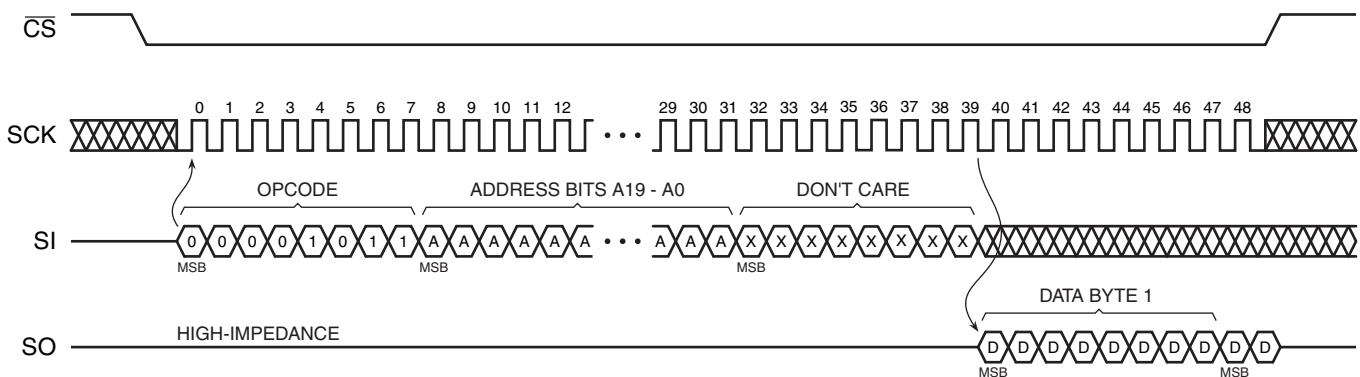 CS
0 1 2 3 4 5 6 7 8 9 10 11 12 29 30 31 32 33 34 35 36 37 38 39 40 41 42 43 44 45 46 47 48
SCK • • •
OPCODE ADDRESS BITS A19 - A0 DON'T CARE
SI 0 0 0 0 1 0 1 1 A A A A A A • • • A A A X X X X X X X X
MSB MSB MSB
DATA BYTE 1
HIGH-IMPEDANCE
SO D D D D D D D D D D
MSB MSB